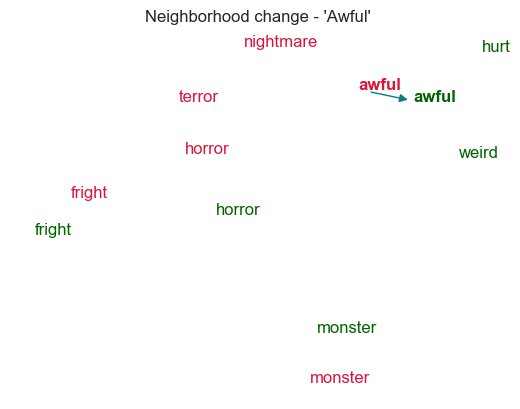 Neighborhood change - 'Awful'
nightmare
hurt
awful
terror
awful
horror
weird
fright
horror
fright
monster
monster